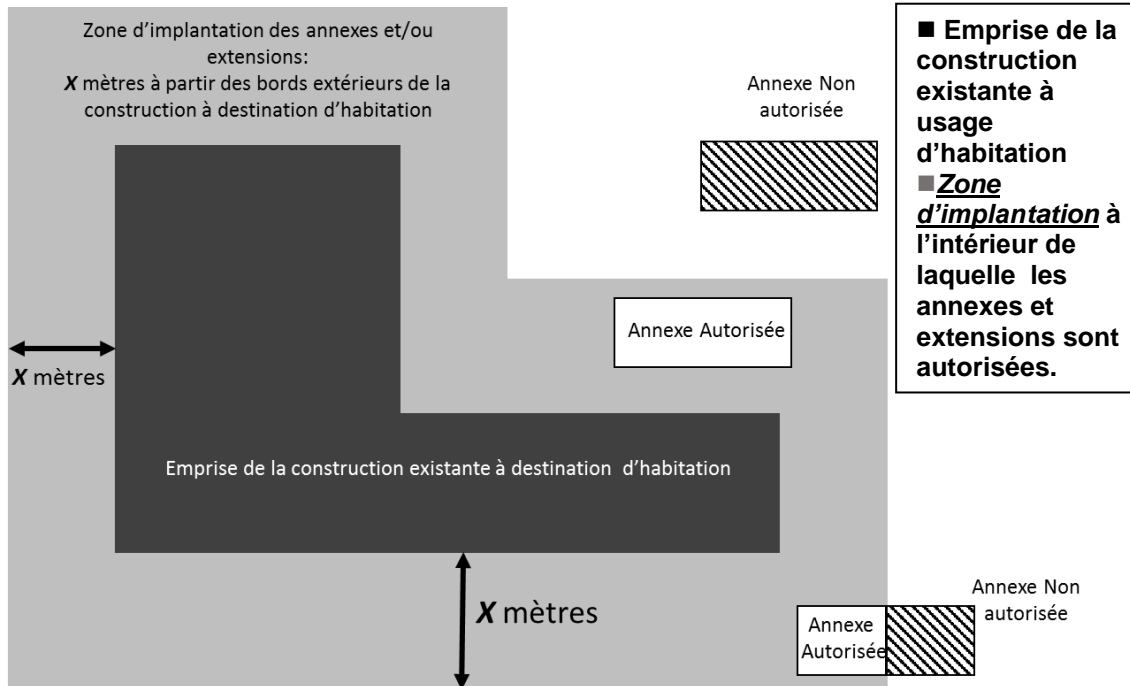 Zone d’implantation des annexes et/ou
extensions:
X mètres à partir des bords extérieurs de la
construction à destination d’habitation
Annexe Non
autorisée
■ Emprise de la
construction
existante à
usage
d’habitation
■Zone
d’implantation à
l’intérieur de
laquelle les
annexes et
extensions sont
autorisées.
Annexe Autorisée
X mètres
Emprise de la construction existante à destination d’habitation
X mètres
Annexe
Autorisée
Annexe Non
autorisée